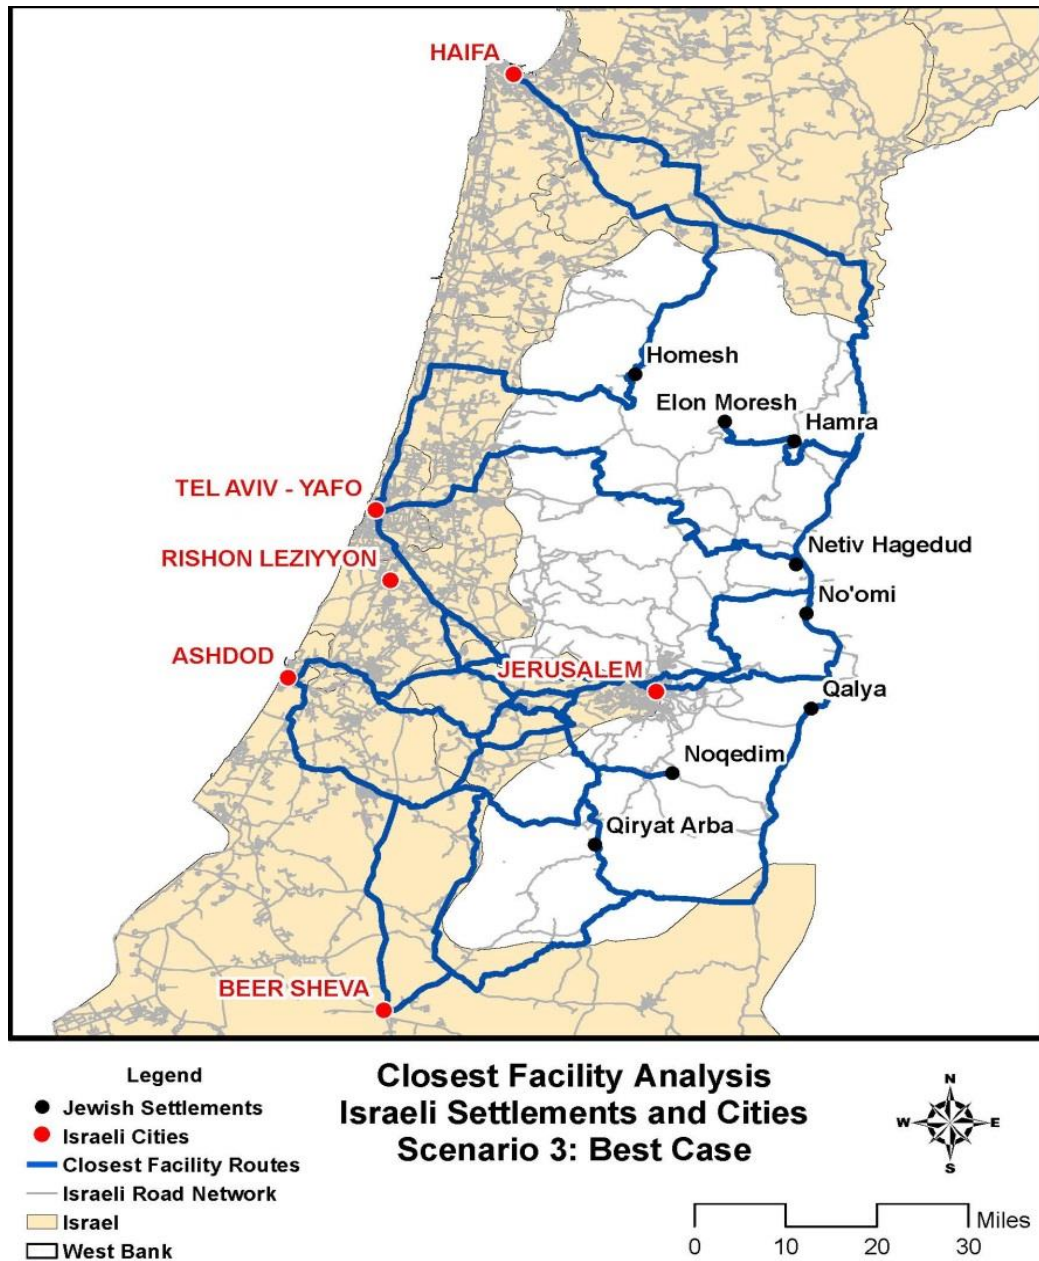 HAIFA
Homesh
Elon Moresh
Hamra
TEL AVIV - YAFO
RISHON LEZIYYON
Netiv Hagedud
No'omi
ASHDOD
JERUSALEM
Qalya
Noqedim
Qiryat Arba
BEER SHEVA
Legend
Jewish Settlements
Israeli Cities
Closest Facility Routes
Israeli Road Network
Israel
West Bank
Closest Facility Analysis
Israeli Settlements and Cities
Scenario 3: Best Case
N
W E
S
Miles
0 10 20 30